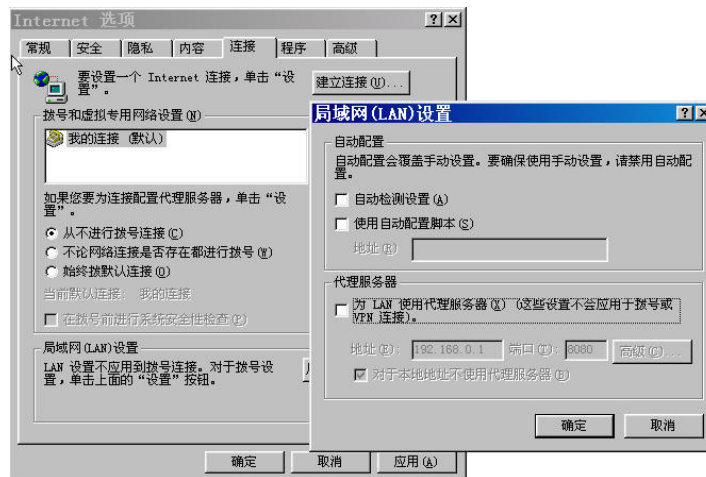 Internet 选项
常规
安全
隐私
内容
连接
程序
高级
要设置一个 Internet 连接，单击“设
置”。
建立连接(U)...
拨号和虚拟专用网络设置(N)
我的连接 (默认)
如果您要为连接配置代理服务器，单击“设
置”。
从不进行拨号连接(C)
不论网络连接是否存在都进行拨号(W)
始终拨默认连接(O)
当前默认连接: 我的连接
在拨号前进行系统安全性检查(P)
局域网(LAN)设置
LAN 设置不应用到拨号连接。对于拨号设
置，单击上面的“设置”按钮。
确定
取消
应用(A)
局域网(LAN)设置
自动配置
自动配置会覆盖手动设置。要确保使用手动设置，请禁用自动配
置。
自动检测设置(A)
使用自动配置脚本(S)
地址(R)
代理服务器
为 LAN 使用代理服务器(X) (这些设置不会应用于拨号或
VPN 连接)。
地址(E): 192.168.0.1 端口(T): 8080 高级(C)...
对于本地地址不使用代理服务器(B)
确定
取消